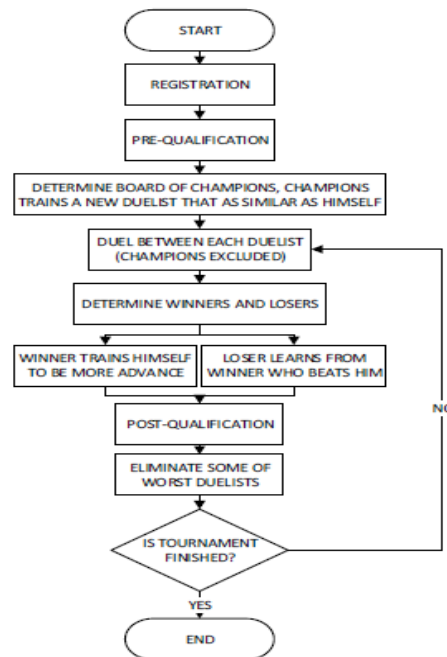 START
REGISTRATION
PRE-QUALIFICATION
DETERMINE BOARD OF CHAMPIONS, CHAMPIONS
TRAINS A NEW DUELIST THAT AS SIMILAR AS HIMSELF
DUEL BETWEEN EACH DUELIST
(CHAMPIONS EXCLUDED)
DETERMINE WINNERS AND LOSERS
WINNER TRAINS HIMSELF
TO BE MORE ADVANCE
LOSER LEARNS FROM
WINNER WHO BEATS HIM
NO
POST-QUALIFICATION
ELIMINATE SOME OF
WORST DUELISTS
IS TOURNAMENT
FINISHED?
YES
END